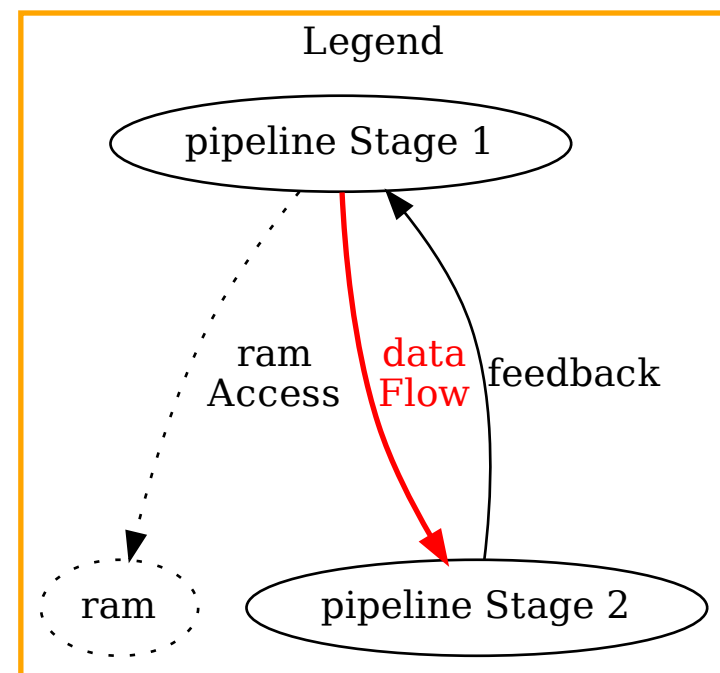 Legend
pipeline Stage 1
ram
Access
data
Flow
feedback
ram
pipeline Stage 2